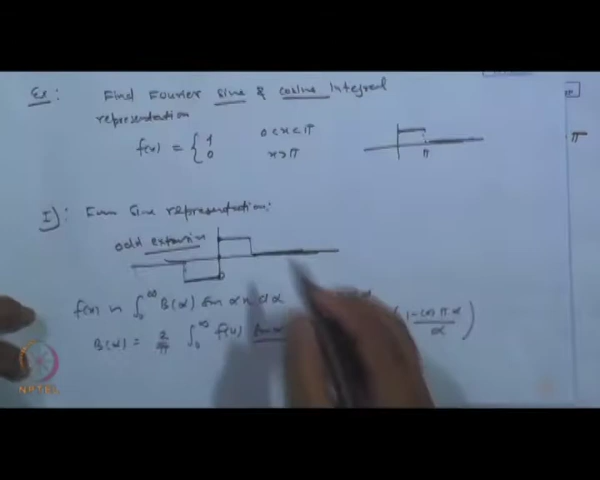 Ex: Find Fourier sine & cosine integral
representation
f(x) = { 1 0<x<π
0 x>π
π
π
I): Fourier Sine representation:
odd extension
f(x) ~ ∫₀^∞ B(α) Sin αx dα
B(α) = 2/π ∫₀^∞ f(u) Sin α
(1-cos πα / α)
NPTEL